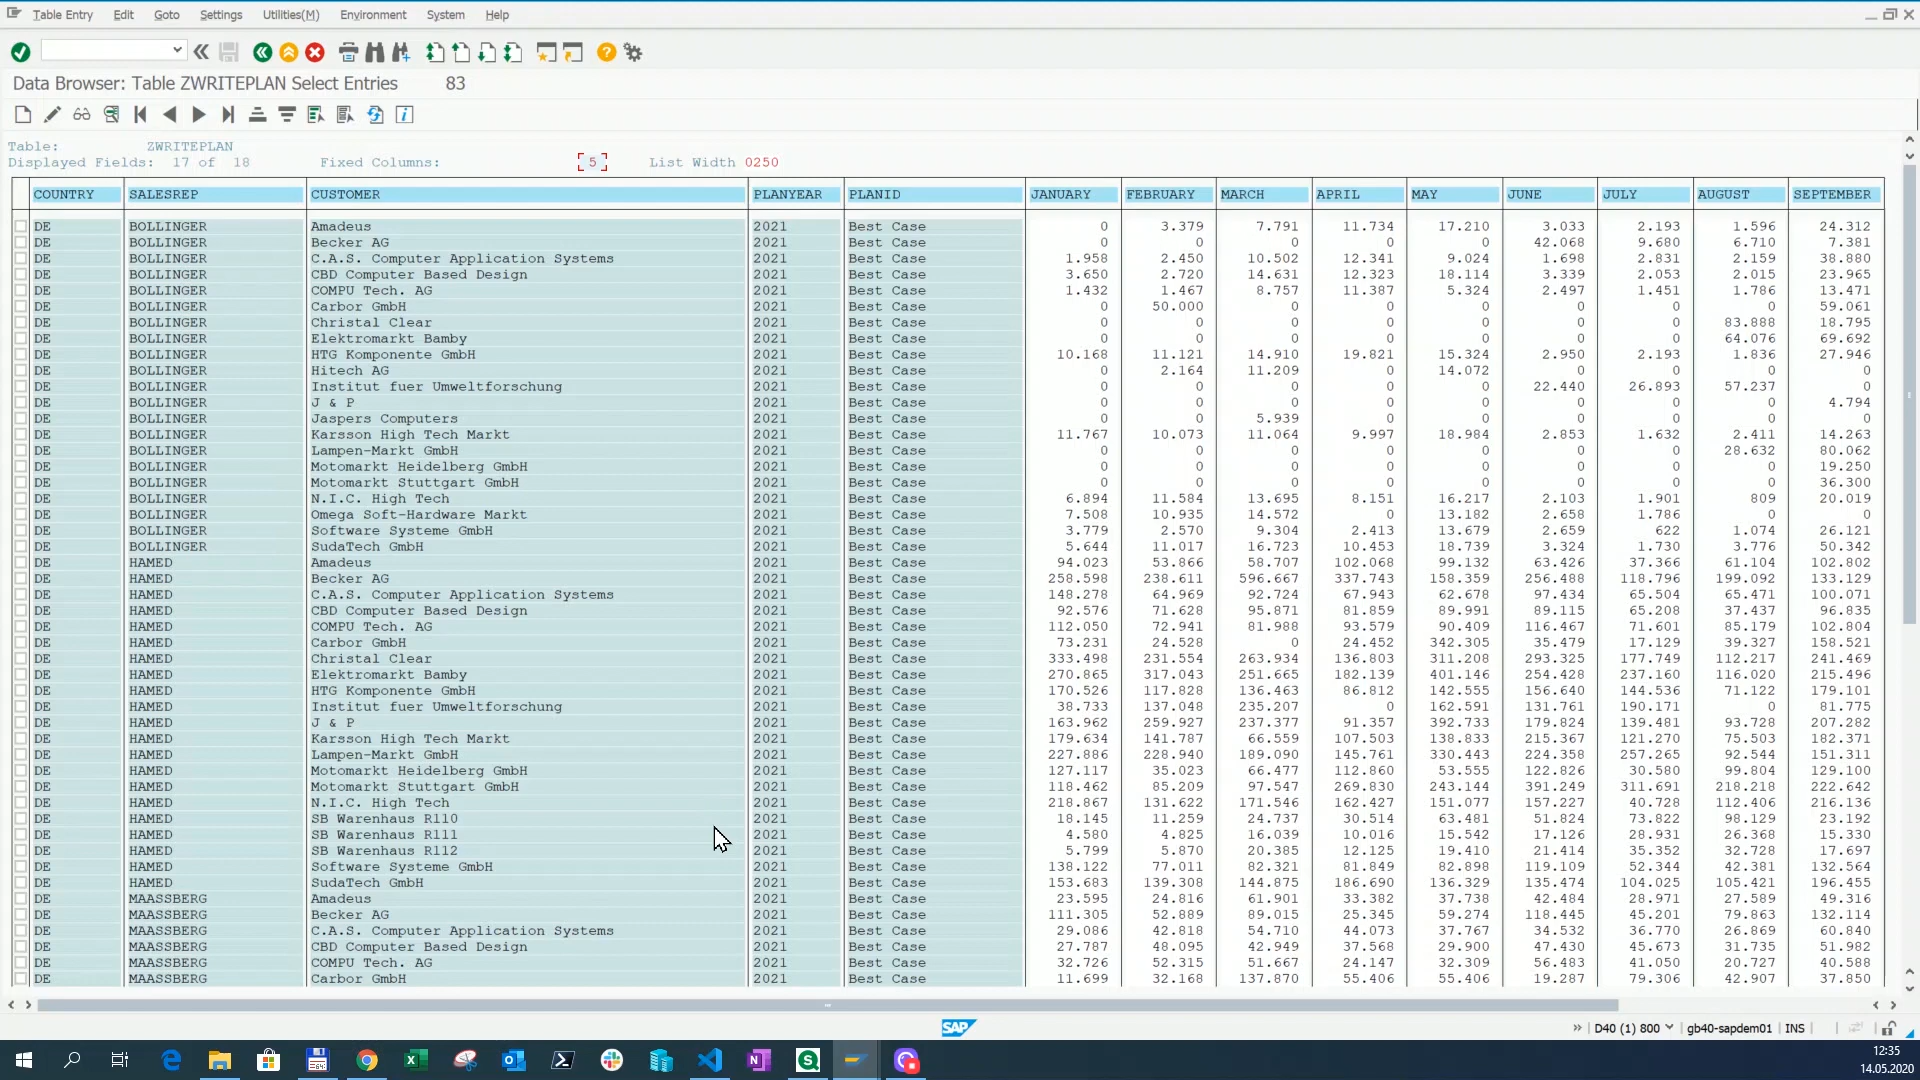 Table Entry Edit Goto Settings Utilities(M) Environment System Help
Data Browser: Table ZWRITEPLAN Select Entries 83
Table: ZWRITEPLAN
Displayed Fields: 17 of 18 Fixed Columns: 5 List Width 0250
COUNTRY SALESREP CUSTOMER PLANYEAR PLANID JANUARY FEBRUARY MARCH APRIL MAY JUNE JULY AUGUST SEPTEMBER
DE BOLLINGER Amadeus 2021 Best Case 0 3.379 7.791 11.734 17.210 3.033 2.193 1.596 24.312
DE BOLLINGER Becker AG 2021 Best Case 0 0 0 0 0 42.068 9.680 6.710 7.381
DE BOLLINGER C.A.S. Computer Application Systems 2021 Best Case 1.958 2.450 10.502 12.341 9.024 1.698 2.831 2.159 38.880
DE BOLLINGER CBD Computer Based Design 2021 Best Case 3.650 2.720 14.631 12.323 18.114 3.339 2.053 2.015 23.965
DE BOLLINGER COMPU Tech. AG 2021 Best Case 1.432 1.467 8.757 11.387 5.324 2.497 1.451 1.786 13.471
DE BOLLINGER Carbor GmbH 2021 Best Case 0 50.000 0 0 0 0 0 0 59.061
DE BOLLINGER Christal Clear 2021 Best Case 0 0 0 0 0 0 0 83.888 18.795
DE BOLLINGER Elektromarkt Bamby 2021 Best Case 0 0 0 0 0 0 0 64.076 69.692
DE BOLLINGER HTG Komponente GmbH 2021 Best Case 10.168 11.121 14.910 19.821 15.324 2.950 2.193 1.836 27.946
DE BOLLINGER Hitech AG 2021 Best Case 0 2.164 11.209 0 14.072 0 0 0 0
DE BOLLINGER Institut fuer Umweltforschung 2021 Best Case 0 0 0 0 0 22.440 26.893 57.237 0
DE BOLLINGER J & P 2021 Best Case 0 0 0 0 0 0 0 0 4.794
DE BOLLINGER Jaspers Computers 2021 Best Case 0 0 5.939 0 0 0 0 0 0
DE BOLLINGER Karsson High Tech Markt 2021 Best Case 11.767 10.073 11.064 9.997 18.984 2.853 1.632 2.411 14.263
DE BOLLINGER Lampen-Markt GmbH 2021 Best Case 0 0 0 0 0 0 0 28.632 80.062
DE BOLLINGER Motomarkt Heidelberg GmbH 2021 Best Case 0 0 0 0 0 0 0 0 19.250
DE BOLLINGER Motomarkt Stuttgart GmbH 2021 Best Case 0 0 0 0 0 0 0 0 36.300
DE BOLLINGER N.I.C. High Tech 2021 Best Case 6.894 11.584 13.695 8.151 16.217 2.103 1.901 809 20.019
DE BOLLINGER Omega Soft-Hardware Markt 2021 Best Case 7.508 10.935 14.572 0 13.182 2.658 1.786 0 0
DE BOLLINGER Software Systeme GmbH 2021 Best Case 3.779 2.570 9.304 2.413 13.679 2.659 622 1.074 26.121
DE BOLLINGER SudaTech GmbH 2021 Best Case 5.644 11.017 16.723 10.453 18.739 3.324 1.730 3.776 50.342
DE HAMED Amadeus 2021 Best Case 94.023 53.866 58.707 102.068 99.132 63.426 37.366 61.104 102.802
DE HAMED Becker AG 2021 Best Case 258.598 238.611 596.667 337.743 158.359 256.488 118.796 199.092 133.129
DE HAMED C.A.S. Computer Application Systems 2021 Best Case 148.278 64.969 92.724 67.943 62.678 97.434 65.504 65.471 100.071
DE HAMED CBD Computer Based Design 2021 Best Case 92.576 71.628 95.871 81.859 89.991 89.115 65.208 37.437 96.835
DE HAMED COMPU Tech. AG 2021 Best Case 112.050 72.941 81.988 93.579 90.409 116.467 71.601 85.179 102.804
DE HAMED Carbor GmbH 2021 Best Case 73.231 24.528 0 24.452 342.305 35.479 17.129 39.327 158.521
DE HAMED Christal Clear 2021 Best Case 333.498 231.554 263.934 136.803 311.208 293.325 177.749 112.217 241.469
DE HAMED Elektromarkt Bamby 2021 Best Case 270.865 317.043 251.665 182.139 401.146 254.428 237.160 116.020 215.496
DE HAMED HTG Komponente GmbH 2021 Best Case 170.526 117.828 136.463 86.812 142.555 156.640 144.536 71.122 179.101
DE HAMED Institut fuer Umweltforschung 2021 Best Case 38.733 137.048 235.207 0 162.591 131.761 190.171 0 81.775
DE HAMED J & P 2021 Best Case 163.962 259.927 237.377 91.357 392.733 179.824 139.481 93.728 207.282
DE HAMED Karsson High Tech Markt 2021 Best Case 179.634 141.787 66.559 107.503 138.833 215.367 121.270 75.503 182.371
DE HAMED Lampen-Markt GmbH 2021 Best Case 227.886 228.940 189.090 145.761 330.443 224.358 257.265 92.544 151.311
DE HAMED Motomarkt Heidelberg GmbH 2021 Best Case 127.117 35.023 66.477 112.860 53.555 122.826 30.580 99.804 129.100
DE HAMED Motomarkt Stuttgart GmbH 2021 Best Case 118.462 85.209 97.547 269.830 243.144 391.249 311.691 218.218 222.642
DE HAMED N.I.C. High Tech 2021 Best Case 218.867 131.622 171.546 162.427 151.077 157.227 40.728 112.406 216.136
DE HAMED SB Warenhaus R110 2021 Best Case 18.145 11.259 24.737 30.514 63.481 51.824 73.822 98.129 23.192
DE HAMED SB Warenhaus R111 2021 Best Case 4.580 4.825 16.039 10.016 15.542 17.126 28.931 26.368 15.330
DE HAMED SB Warenhaus R112 2021 Best Case 5.799 5.870 20.385 12.125 19.410 21.414 35.352 32.728 17.697
DE HAMED Software Systeme GmbH 2021 Best Case 138.122 77.011 82.321 81.849 82.898 119.109 52.344 42.381 132.564
DE HAMED SudaTech GmbH 2021 Best Case 153.683 139.308 144.875 186.690 136.329 135.474 104.025 105.421 196.455
DE MAASSBERG Amadeus 2021 Best Case 23.595 24.816 61.901 33.382 37.738 42.484 28.971 27.589 49.316
DE MAASSBERG Becker AG 2021 Best Case 111.305 52.889 89.015 25.345 59.274 118.445 45.201 79.863 132.114
DE MAASSBERG C.A.S. Computer Application Systems 2021 Best Case 29.086 42.818 54.710 44.073 37.767 34.532 36.770 26.869 60.840
DE MAASSBERG CBD Computer Based Design 2021 Best Case 27.787 48.095 42.949 37.568 29.900 47.430 45.673 31.735 51.982
DE MAASSBERG COMPU Tech. AG 2021 Best Case 32.726 52.315 51.667 24.147 32.309 56.483 41.050 20.727 40.588
DE MAASSBERG Carbor GmbH 2021 Best Case 11.699 32.168 137.870 55.406 55.406 19.287 79.306 42.907 37.850
SAP
D40 (1) 800 gb40-sapdem01 INS
12:35
14.05.2020